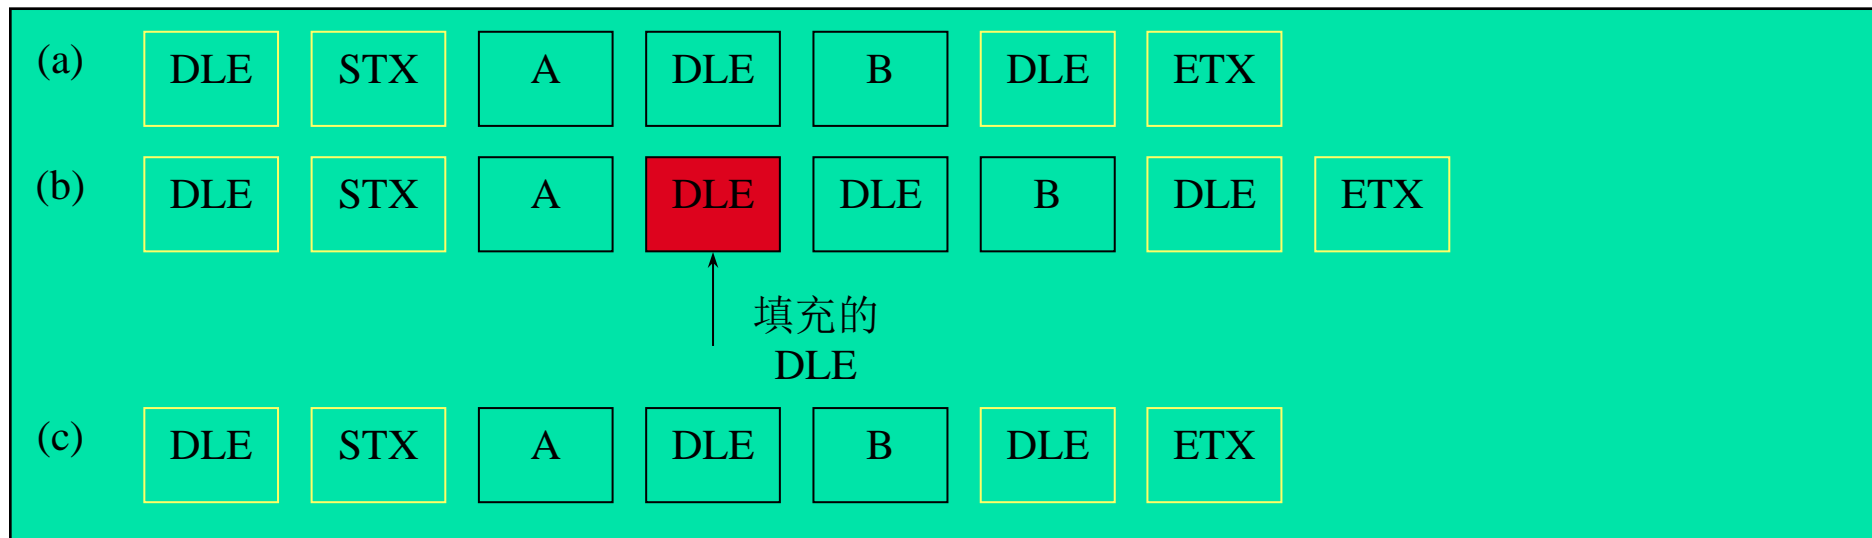 (a) DLE STX A DLE B DLE ETX
(b) DLE STX A DLE DLE B DLE ETX
填充的
DLE
(c) DLE STX A DLE B DLE ETX